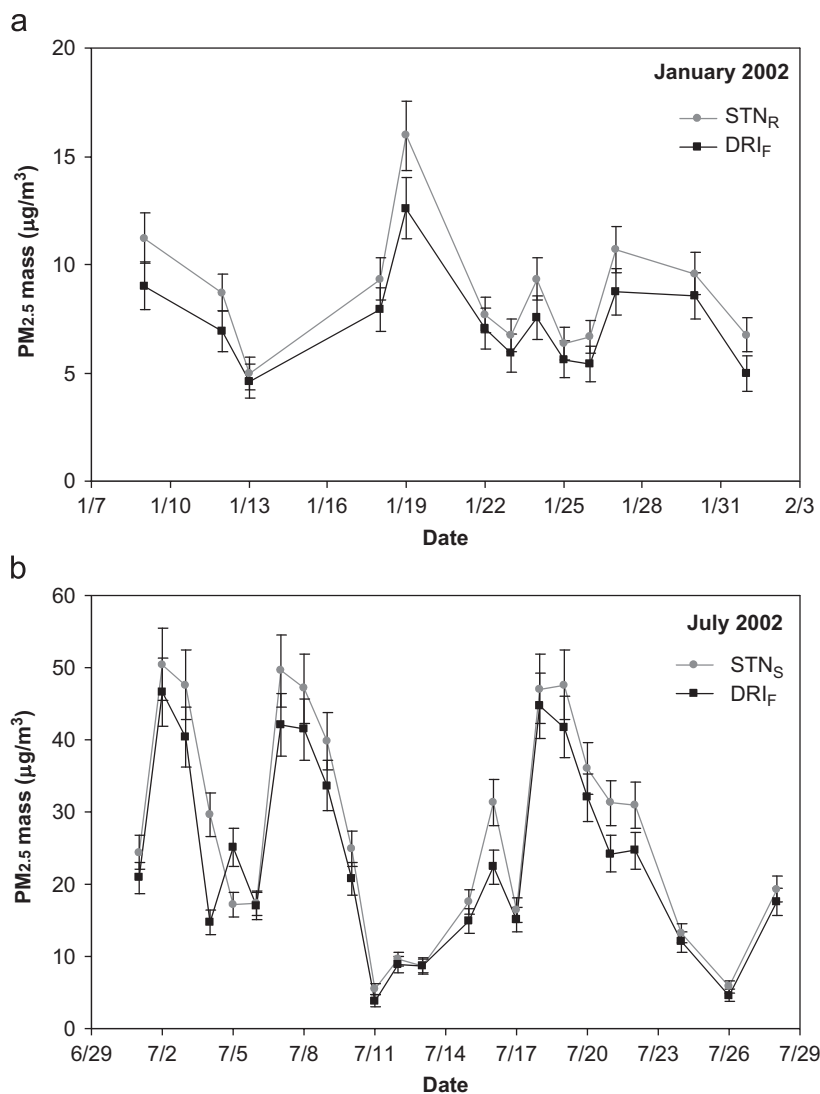 a
20
15
10
5
0
PM2.5 mass (µg/m3)
January 2002
STNR
DRIF
1/7 1/10 1/13 1/16 1/19 1/22 1/25 1/28 1/31 2/3
Date
b
60
50
40
30
20
10
0
PM2.5 mass (µg/m3)
July 2002
STNS
DRIF
6/29 7/2 7/5 7/8 7/11 7/14 7/17 7/20 7/23 7/26 7/29
Date